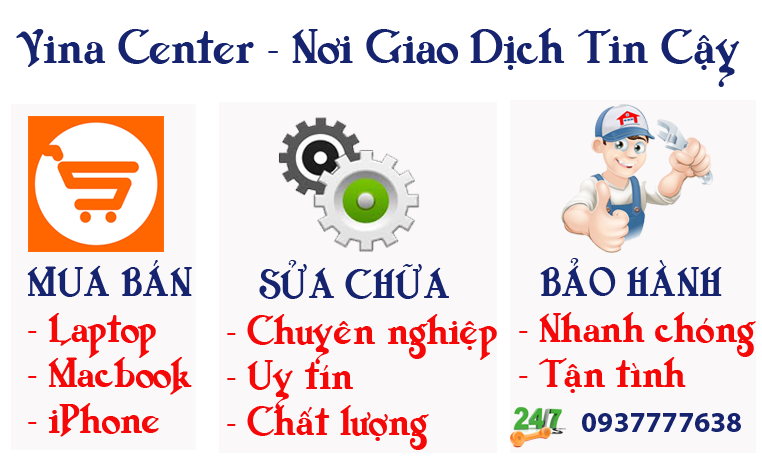 Vina Center - Nơi Giao Dịch Tin Cậy
MUA BÁN
- Laptop
- Macbook
- iPhone
SỬA CHỮA
- Chuyên nghiệp
- Uy tín
- Chất lượng
BẢO HÀNH
- Nhanh chóng
- Tận tình
24/7 0937777638